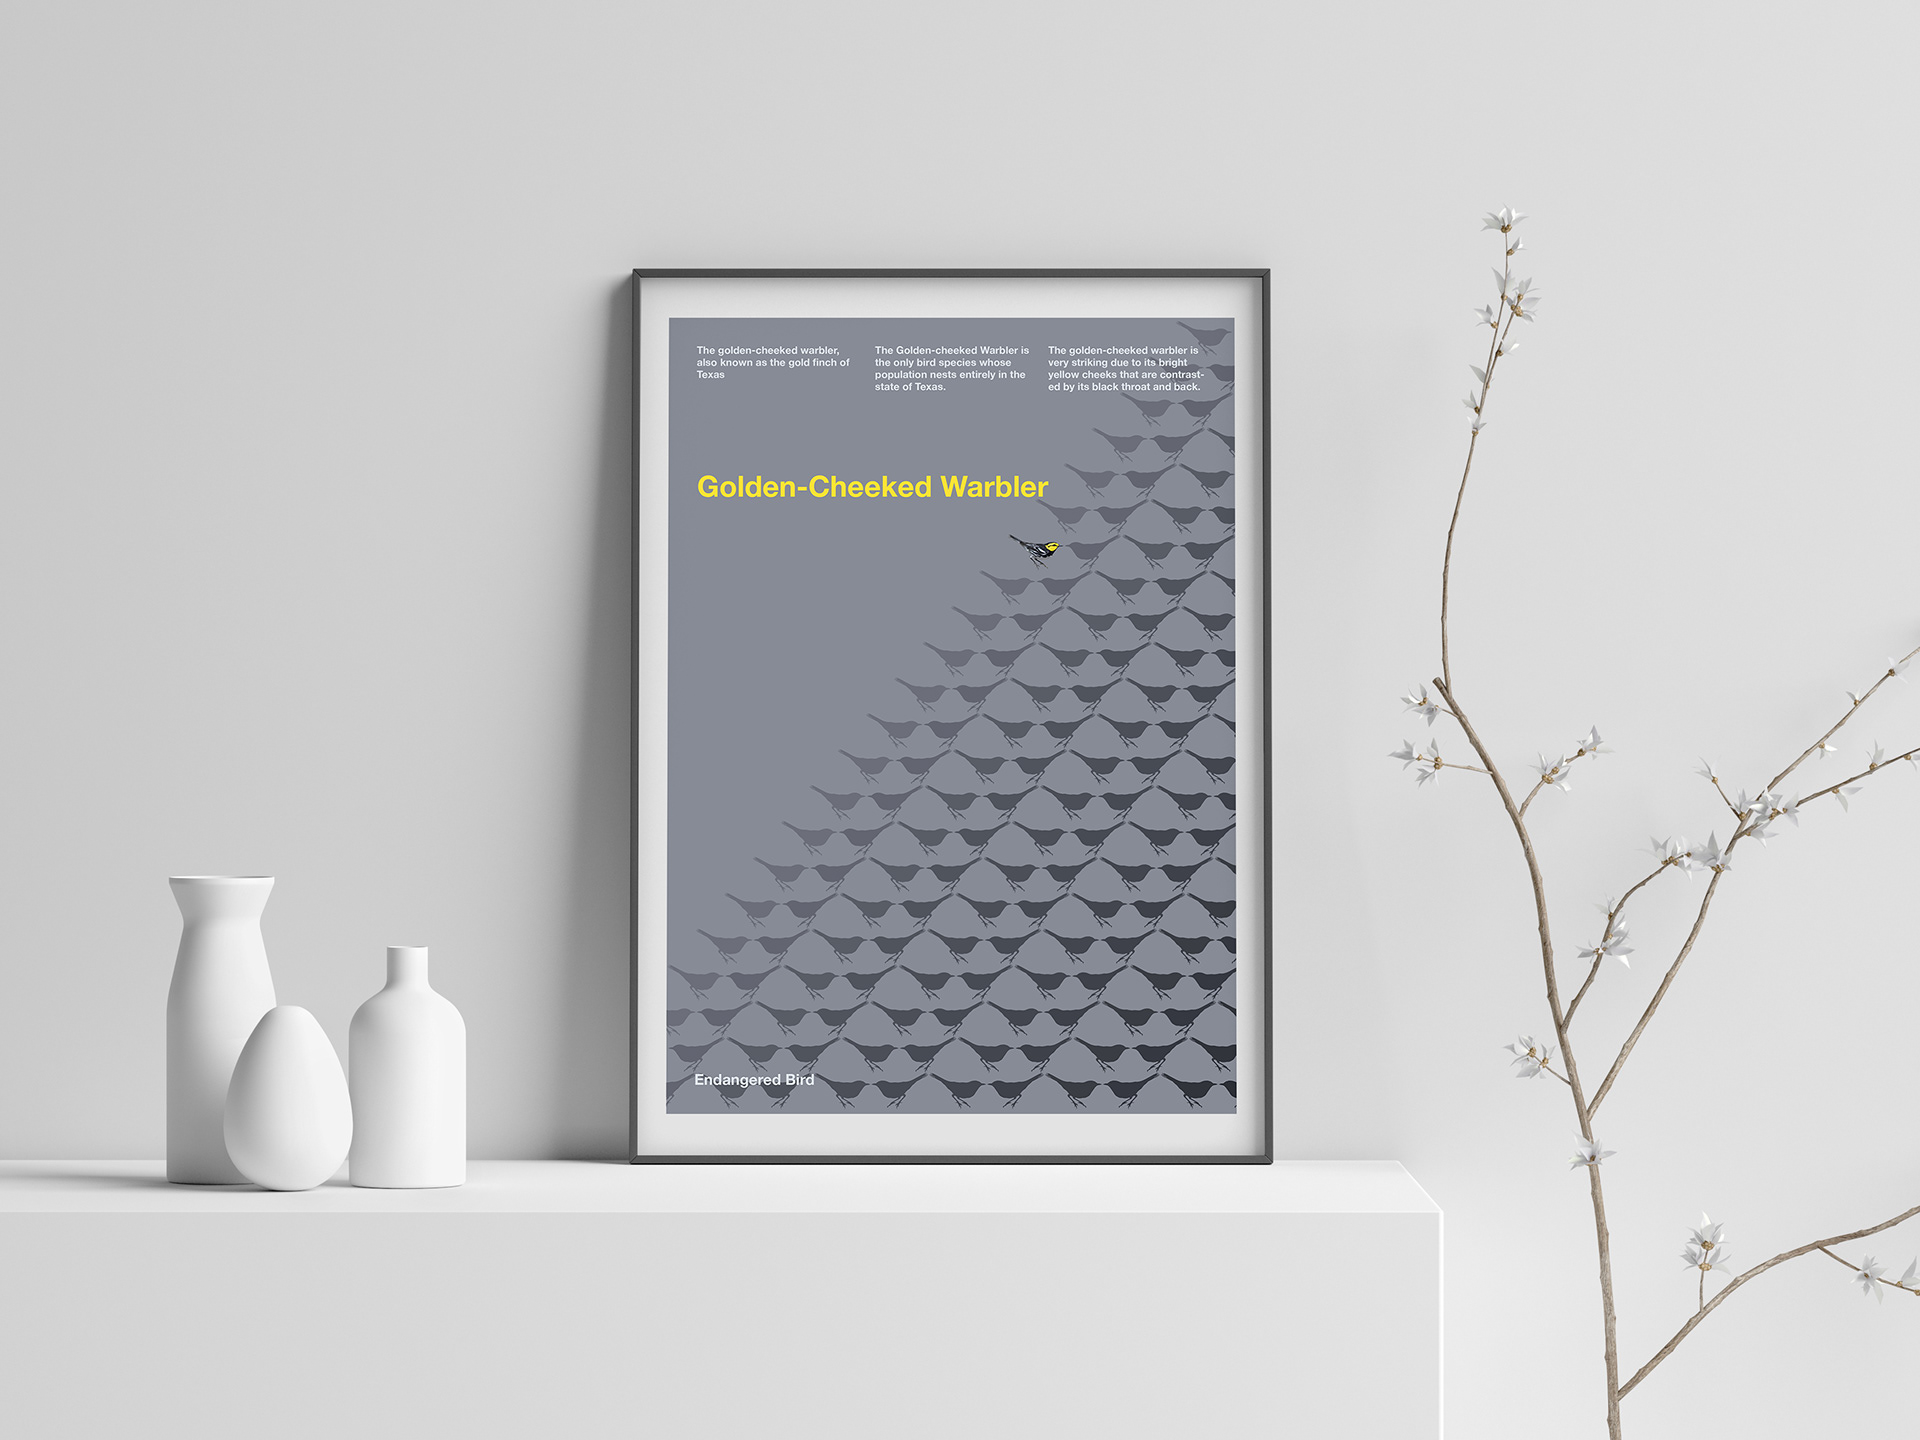 The golden-cheeked warbler,
also known as the gold finch of
Texas
The Golden-cheeked Warbler is
the only bird species whose
population nests entirely in the
state of Texas.
The golden-cheeked warbler is
very striking due to its bright
yellow cheeks that are contrast-
ed by its black throat and back.
Golden-Cheeked Warbler
Endangered Bird